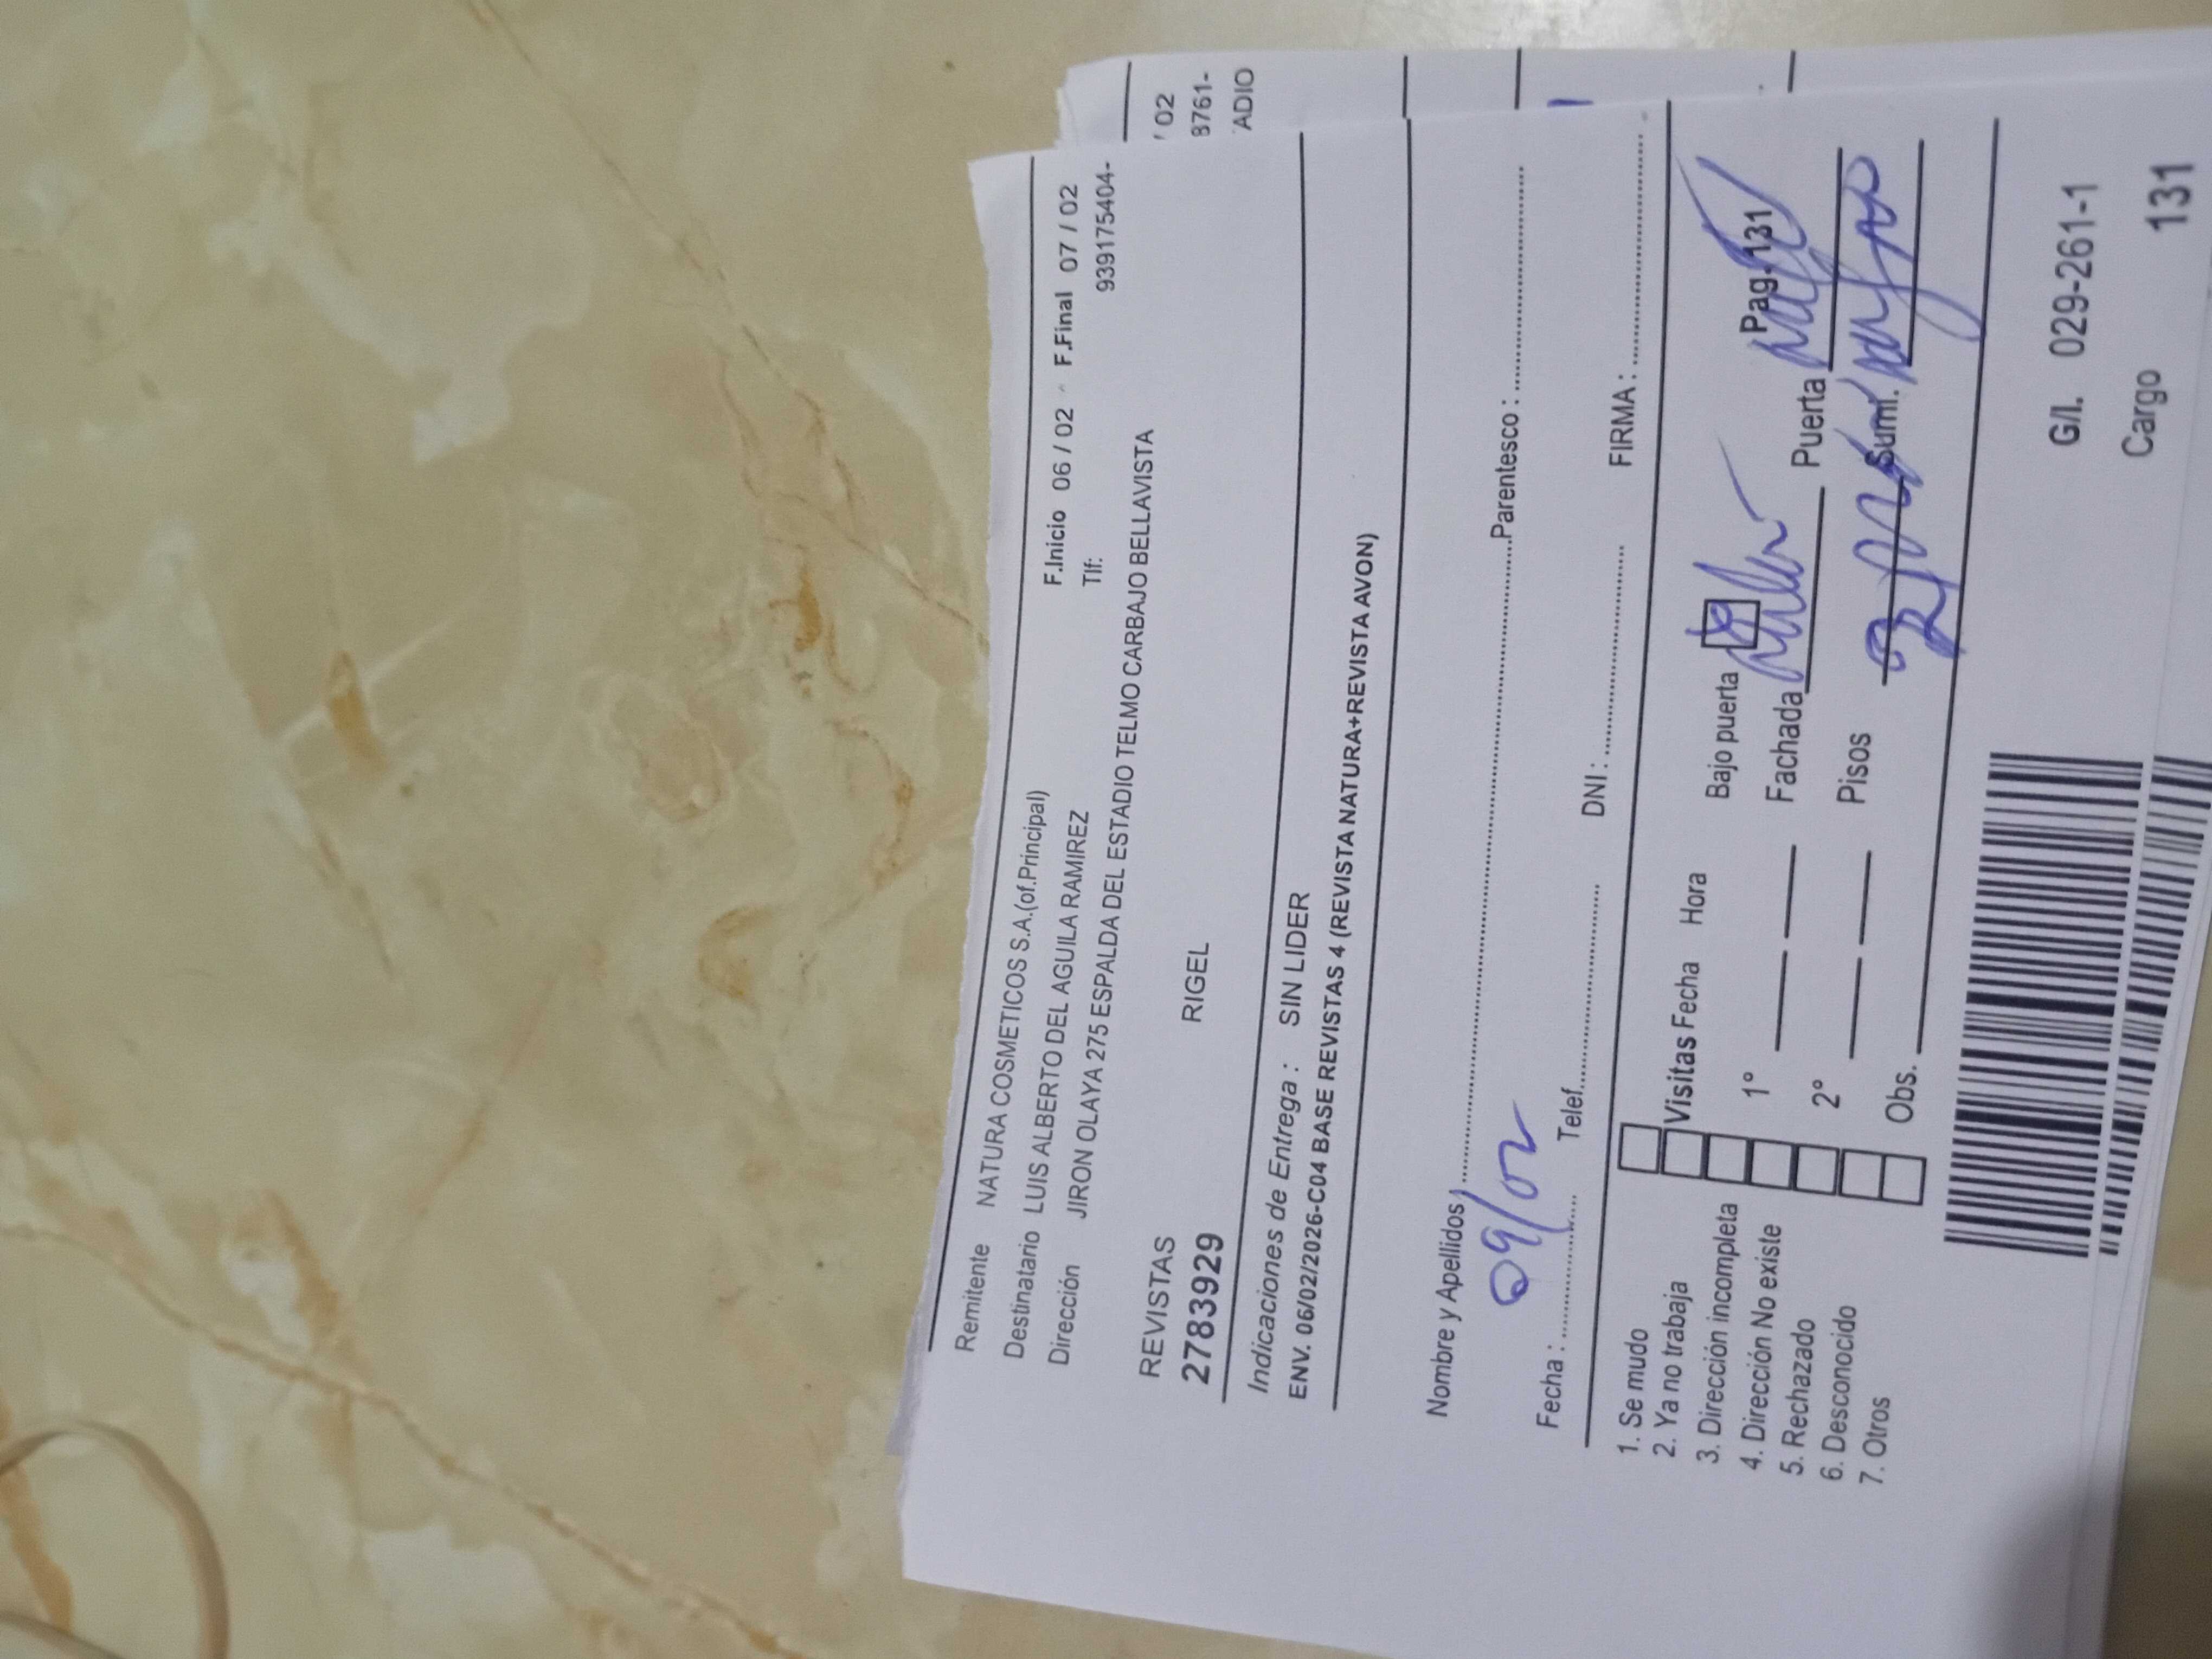 Remitente NATURA COSMETICOS S.A.(of.Principal)
F.Inicio 06 / 02 F.Final 07 / 02
Destinatario LUIS ALBERTO DEL AGUILA RAMIREZ
Tlf: 939175404-
Dirección JIRON OLAYA 275 ESPALDA DEL ESTADIO TELMO CARBAJO BELLAVISTA
REVISTAS
2783929 RIGEL
Indicaciones de Entrega : SIN LIDER
ENV. 06/02/2026-C04 BASE REVISTAS 4 (REVISTA NATURA+REVISTA AVON)
Nombre y Apellidos Parentesco :
Fecha : 09/02 Telef. DNI : FIRMA :
1. Se mudo
2. Ya no trabaja
3. Dirección incompleta
4. Dirección No existe
5. Rechazado
6. Desconocido
7. Otros
Visitas Fecha Hora
1º
2º
Obs.
Bajo puerta Pag. 131
Fachada Puerta
Pisos Sumi.
G/I. 029-261-1
Cargo 131
/ 02
8761-
ADIO